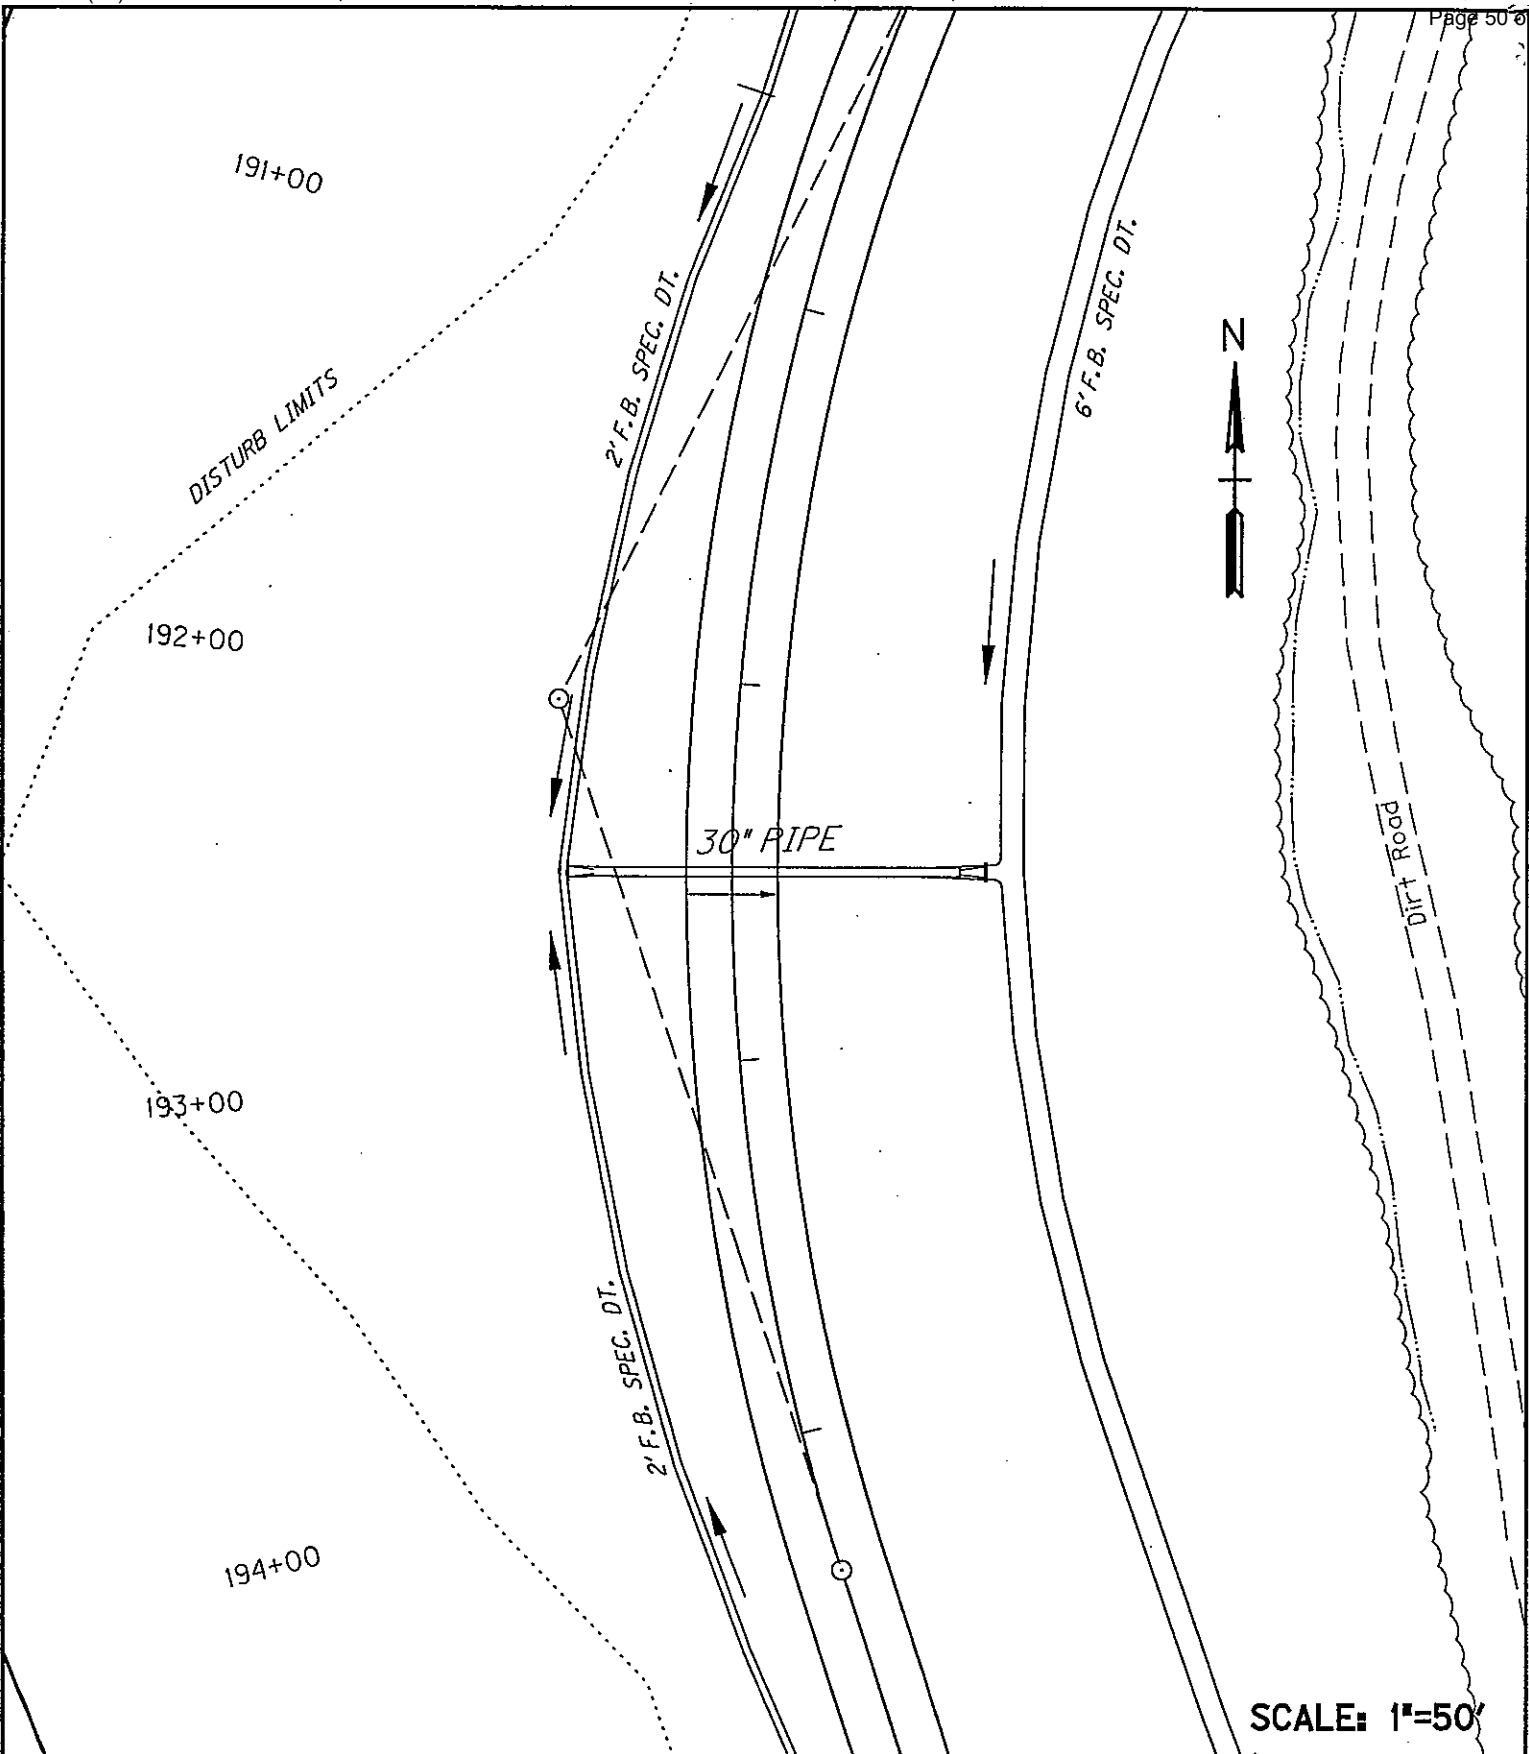 Page 50 o
191+00
2' F.B. SPEC. DT.
6' F.B. SPEC. DT.
N
DISTURB LIMITS
192+00
30" PIPE
Dirt Road
193+00
2' F.B. SPEC. DT.
194+00
SCALE: 1"=50'